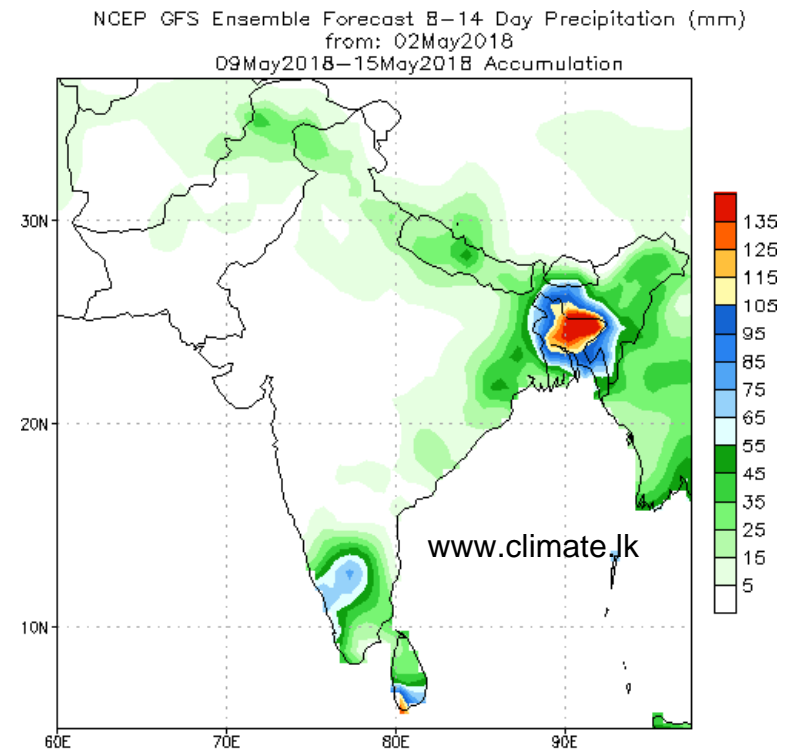 NCEP GFS Ensemble Forecast 8-14 Day Precipitation (mm)
from: 02May2018
09May2018-15May2018 Accumulation
135
125
115
105
95
85
75
65
55
45
35
25
15
5
30N
20N
10N
www.climate.lk
60E
70E
80E
90E